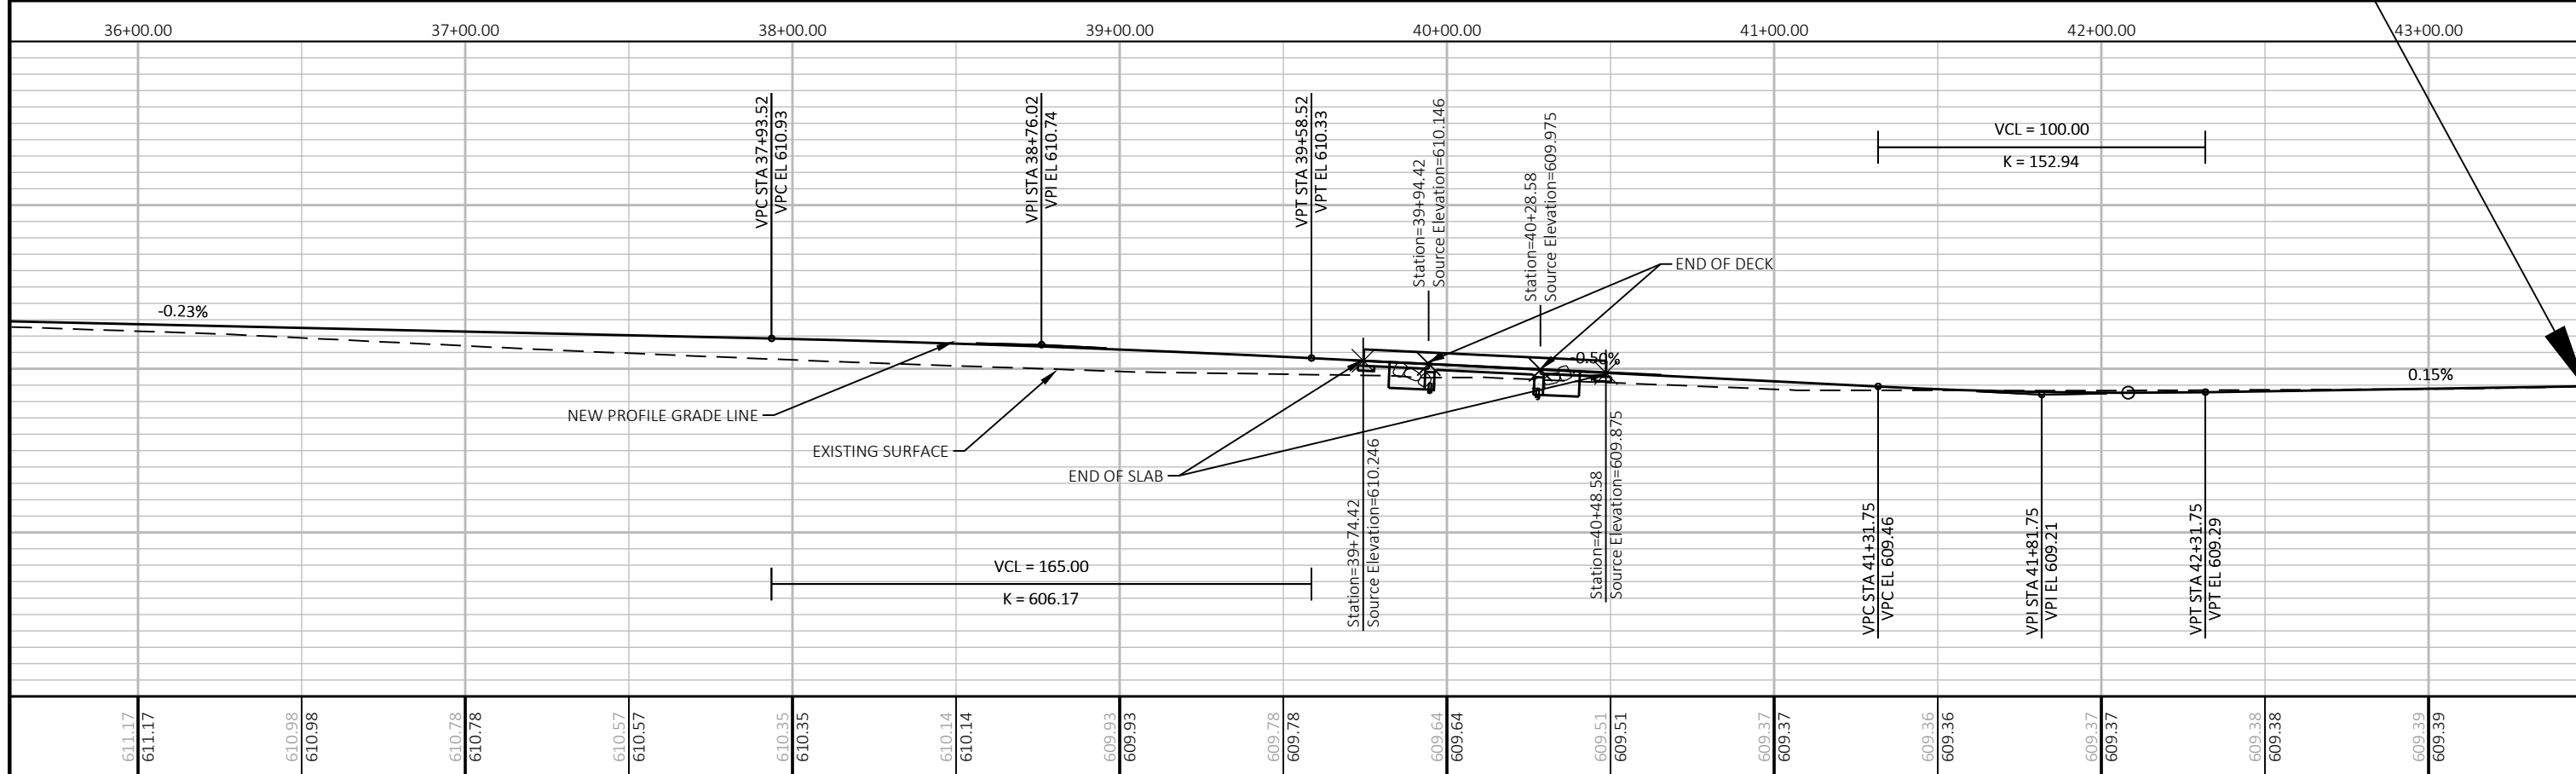 36+00.00
37+00.00
38+00.00
39+00.00
40+00.00
41+00.00
42+00.00
43+00.00
VPC STA 37+93.52
VPC EL 610.93
VPI STA 38+76.02
VPI EL 610.74
VPT STA 39+58.52
VPT EL 610.33
Station=39+94.42
Source Elevation=610.146
Station=40+28.58
Source Elevation=609.975
VCL = 100.00
K = 152.94
END OF DECK
-0.23%
-0.50%
0.15%
NEW PROFILE GRADE LINE
EXISTING SURFACE
END OF SLAB
Station=39+74.42
Source Elevation=610.246
Station=40+48.58
Source Elevation=609.875
VPC STA 41+31.75
VPC EL 609.46
VPI STA 41+81.75
VPI EL 609.21
VPT STA 42+31.75
VPT EL 609.29
VCL = 165.00
K = 606.17
611.17
611.17
610.98
610.98
610.78
610.78
610.57
610.57
610.35
610.35
610.14
610.14
609.93
609.93
609.78
609.78
609.64
609.64
609.51
609.51
609.37
609.37
609.36
609.36
609.37
609.37
609.38
609.38
609.39
609.39